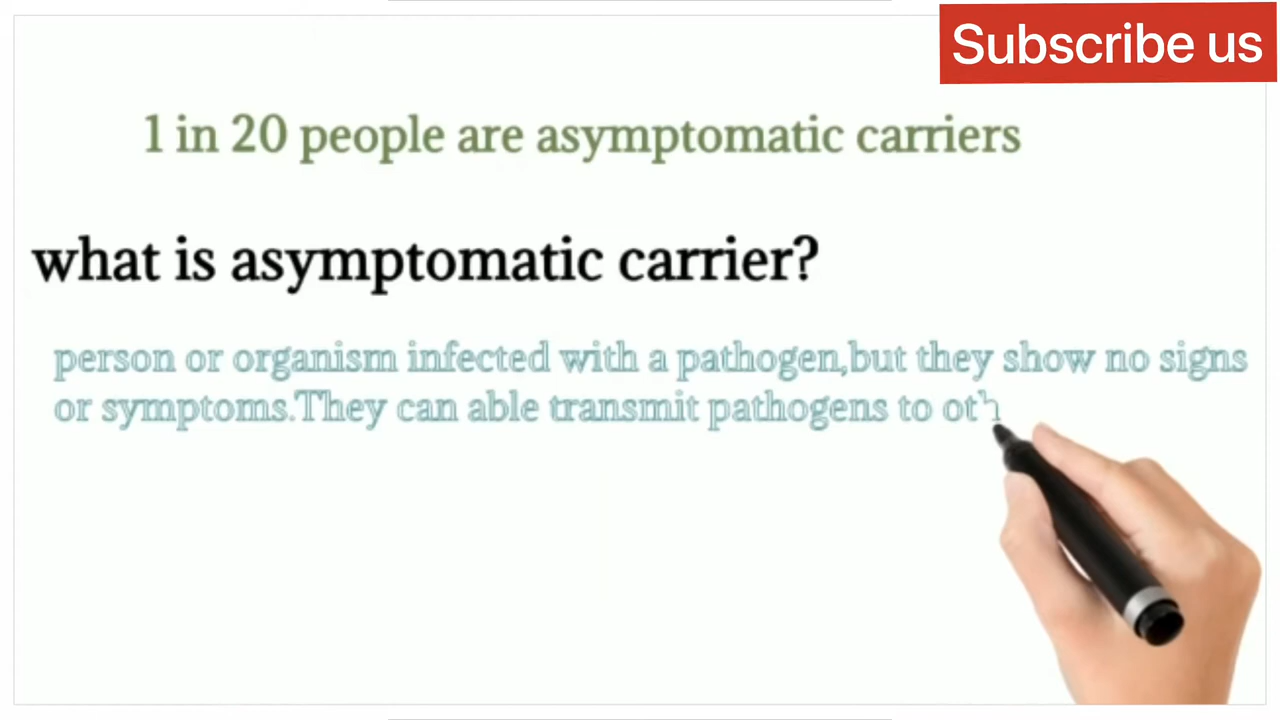 Subscribe us
1 in 20 people are asymptomatic carriers
what is asymptomatic carrier?
person or organism infected with a pathogen,but they show no signs
or symptoms.They can able transmit pathogens to oth